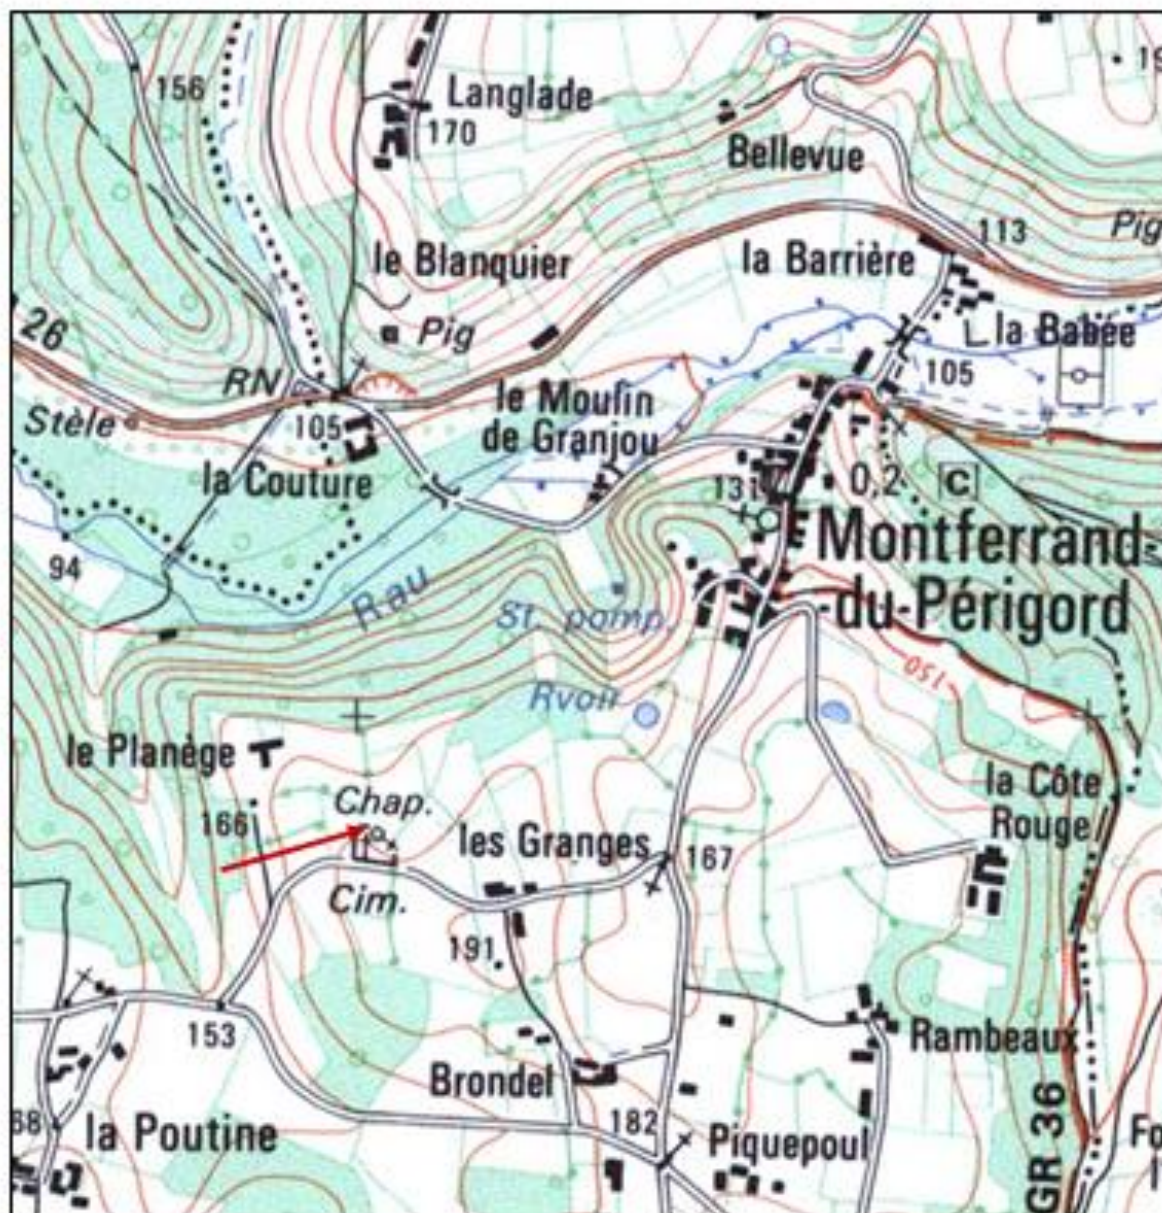 156
Langlade
170
19
Bellevue
113
Pig
le Blanquier
la Barrière
26
Pig
la Babée
RN
105
Stèle
105
le Moulin
de Granjou
la Couture
131
0,2
C
Montferrand
-du-Périgord
94
Rau
St. pomp.
Rvoir
150
le Planège
la Côte
Rouge
Chap.
166
les Granges
167
Cim.
191
153
Rambeaux
Brondel
68
la Poutine
182
Piquepoul
GR 36
Fo